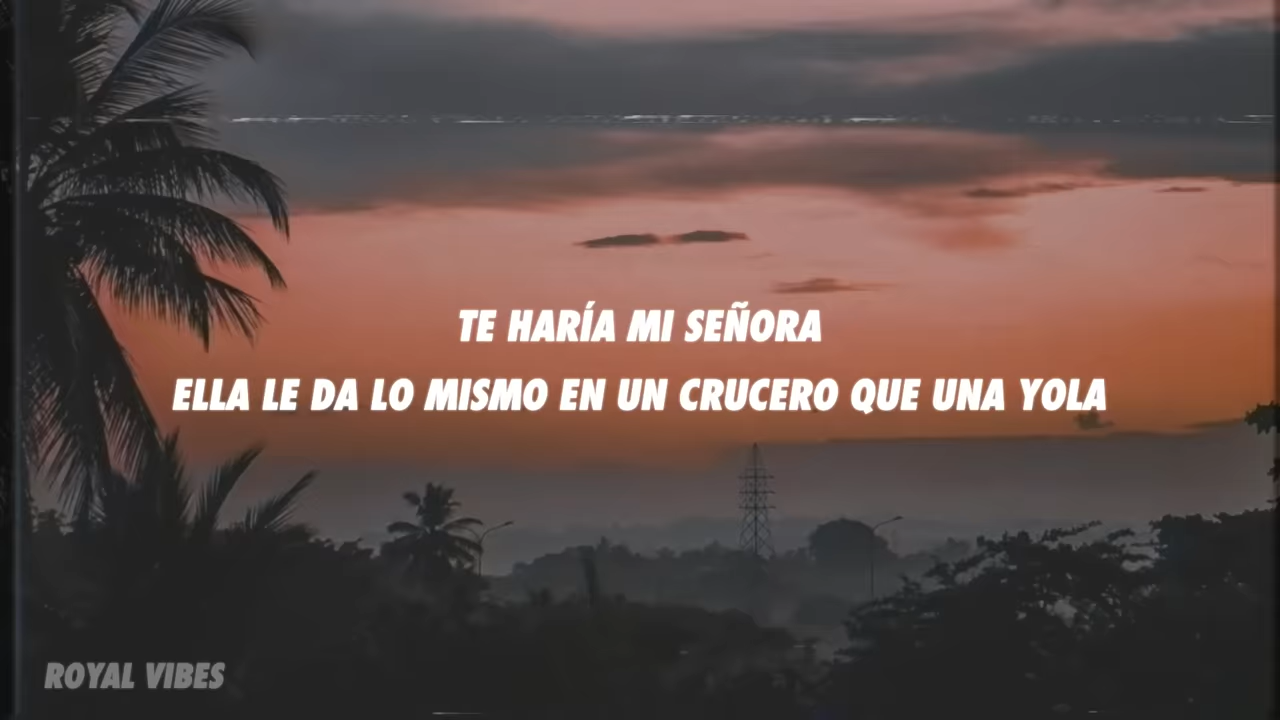 TE HARÍA MI SEÑORA
ELLA LE DA LO MISMO EN UN CRUCERO QUE UNA YOLA
ROYAL VIBES